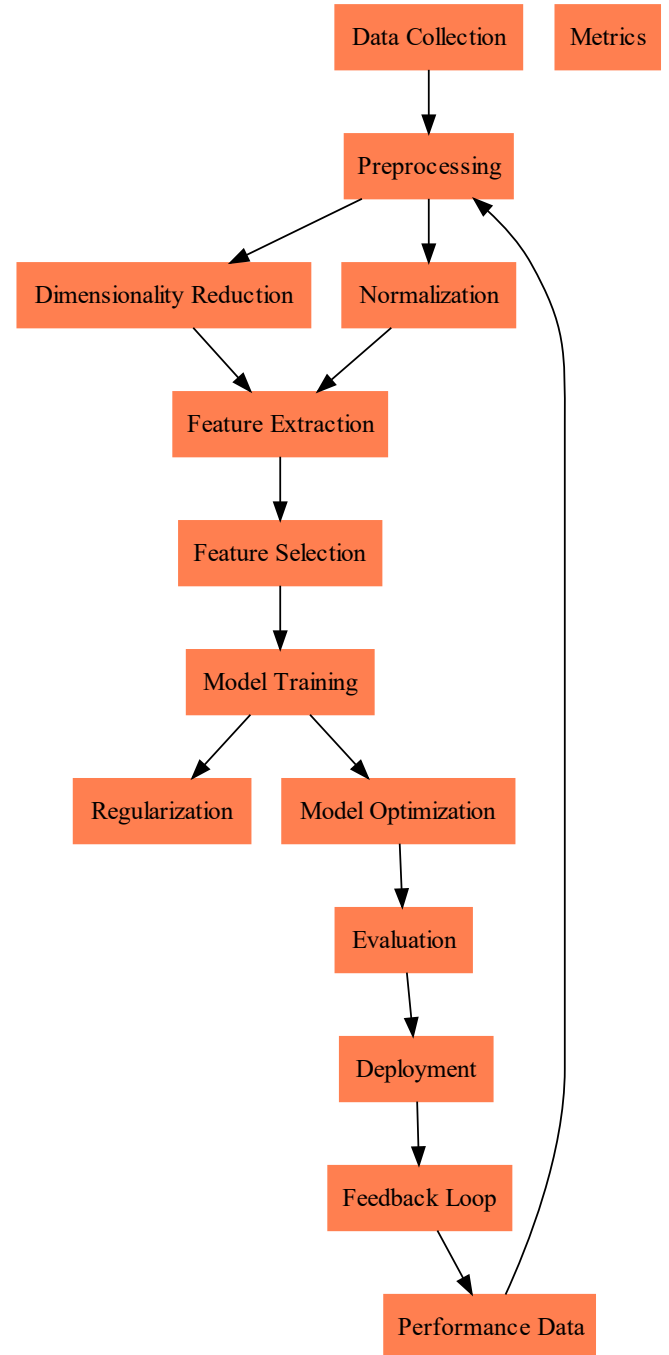 Data Collection
Metrics
Preprocessing
Dimensionality Reduction
Normalization
Feature Extraction
Feature Selection
Model Training
Regularization
Model Optimization
Evaluation
Deployment
Feedback Loop
Performance Data